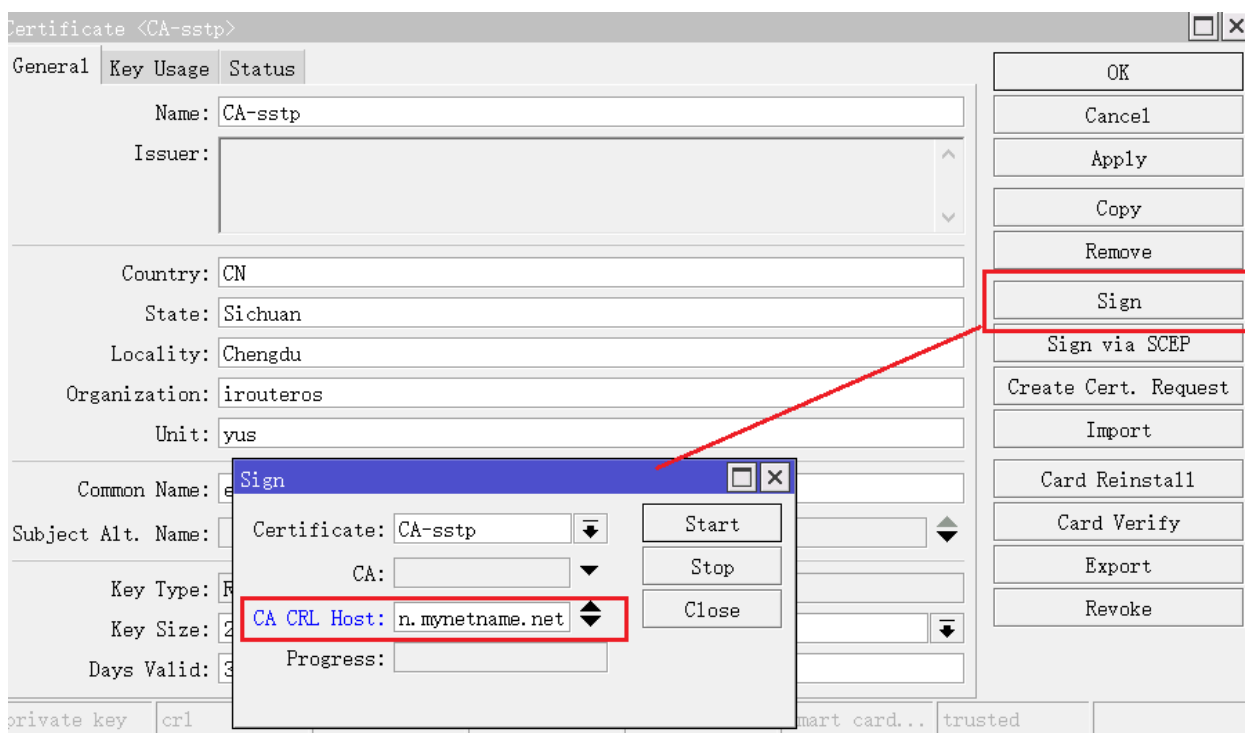 Certificate <CA-sstp>
General Key Usage Status
Name: CA-sstp
Issuer:
Country: CN
State: Sichuan
Locality: Chengdu
Organization: irouteros
Unit: yus
Common Name:
Subject Alt. Name:
Key Type:
Key Size:
Days Valid:
OK
Cancel
Apply
Copy
Remove
Sign
Sign via SCEP
Create Cert. Request
Import
Card Reinstall
Card Verify
Export
Revoke
Sign
Certificate: CA-sstp
CA:
CA CRL Host: n.mynetname.net
Progress:
Start
Stop
Close
private key crl mart card... trusted